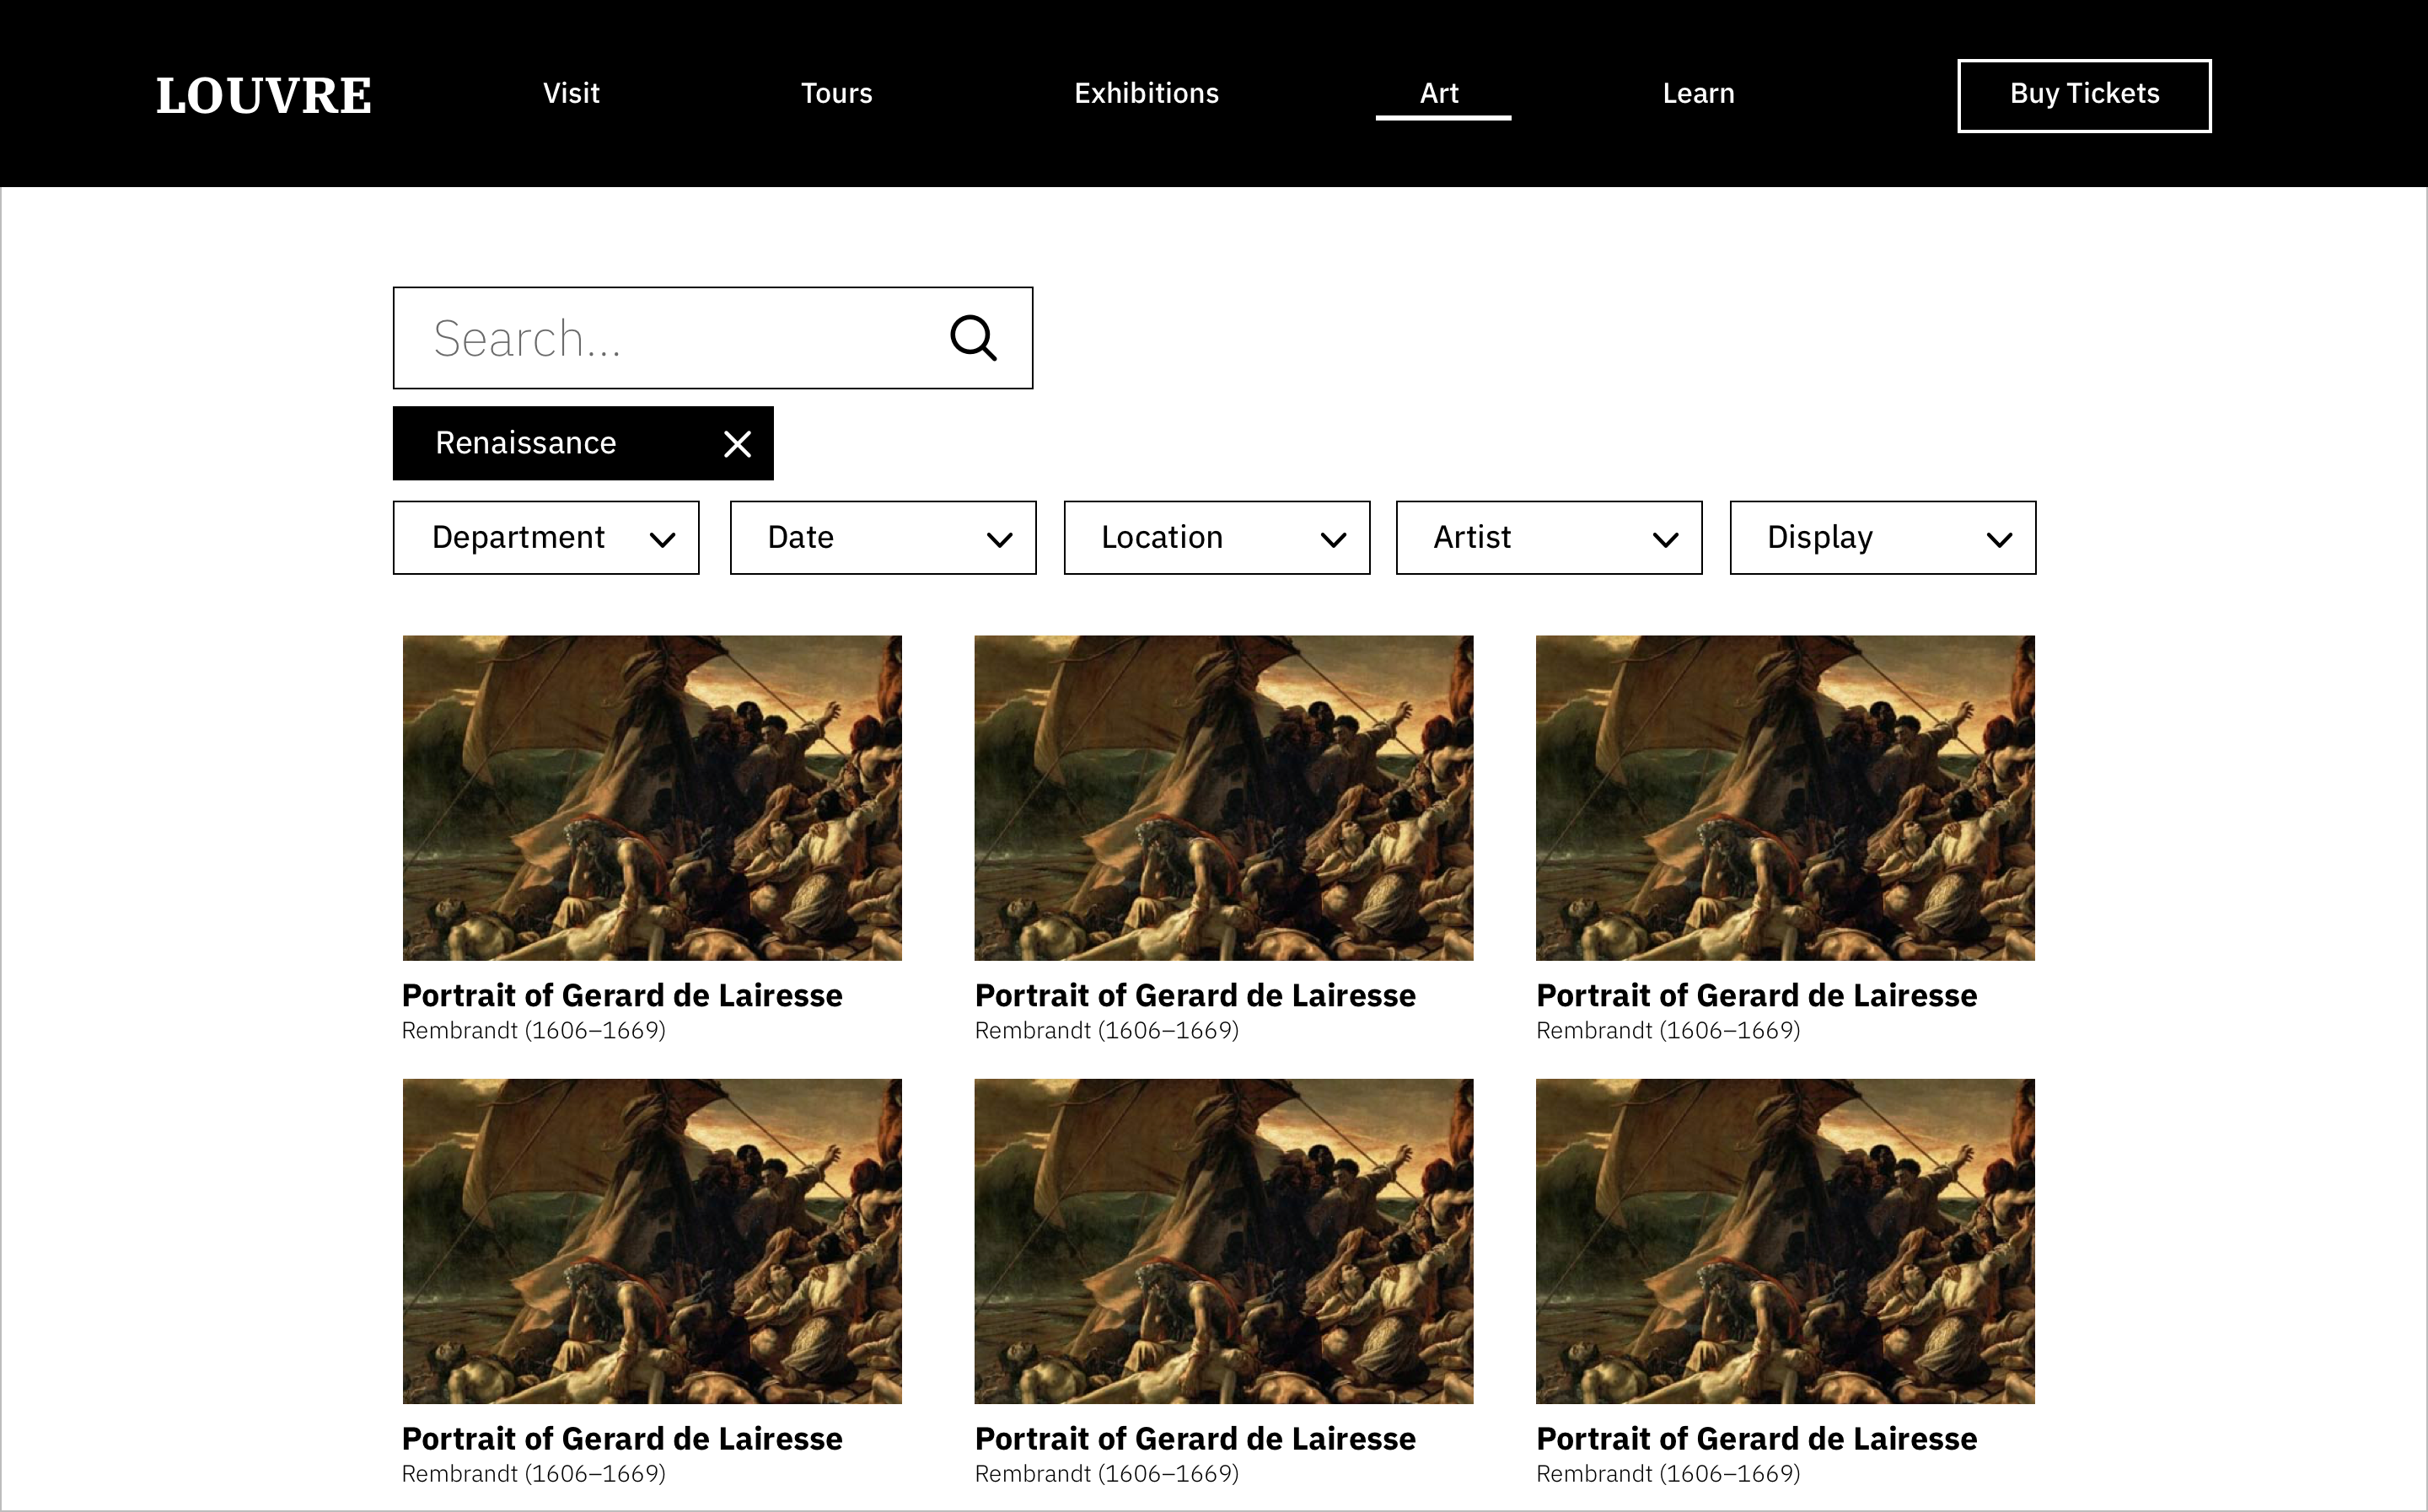 LOUVRE
Visit
Tours
Exhibitions
Art
Learn
Buy Tickets
Search...
Renaissance
Department
Date
Location
Artist
Display
Portrait of Gerard de Lairesse
Rembrandt (1606–1669)
Portrait of Gerard de Lairesse
Rembrandt (1606–1669)
Portrait of Gerard de Lairesse
Rembrandt (1606–1669)
Portrait of Gerard de Lairesse
Rembrandt (1606–1669)
Portrait of Gerard de Lairesse
Rembrandt (1606–1669)
Portrait of Gerard de Lairesse
Rembrandt (1606–1669)